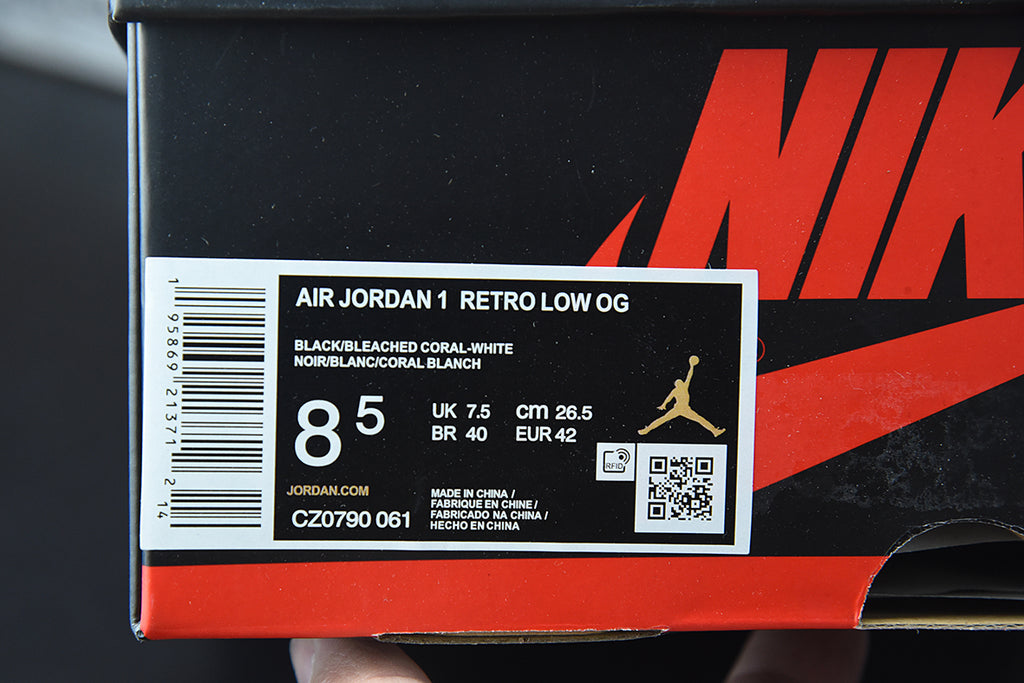 NIK
AIR JORDAN 1 RETRO LOW OG
BLACK/BLEACHED CORAL-WHITE
NOIR/BLANC/CORAL BLANCH
8 5
UK 7.5 cm 26.5
BR 40 EUR 42
RFID
JORDAN.COM
CZ0790 061
MADE IN CHINA /
FABRIQUE EN CHINE /
FABRICADO NA CHINA /
HECHO EN CHINA
1 95869 21371 2 14